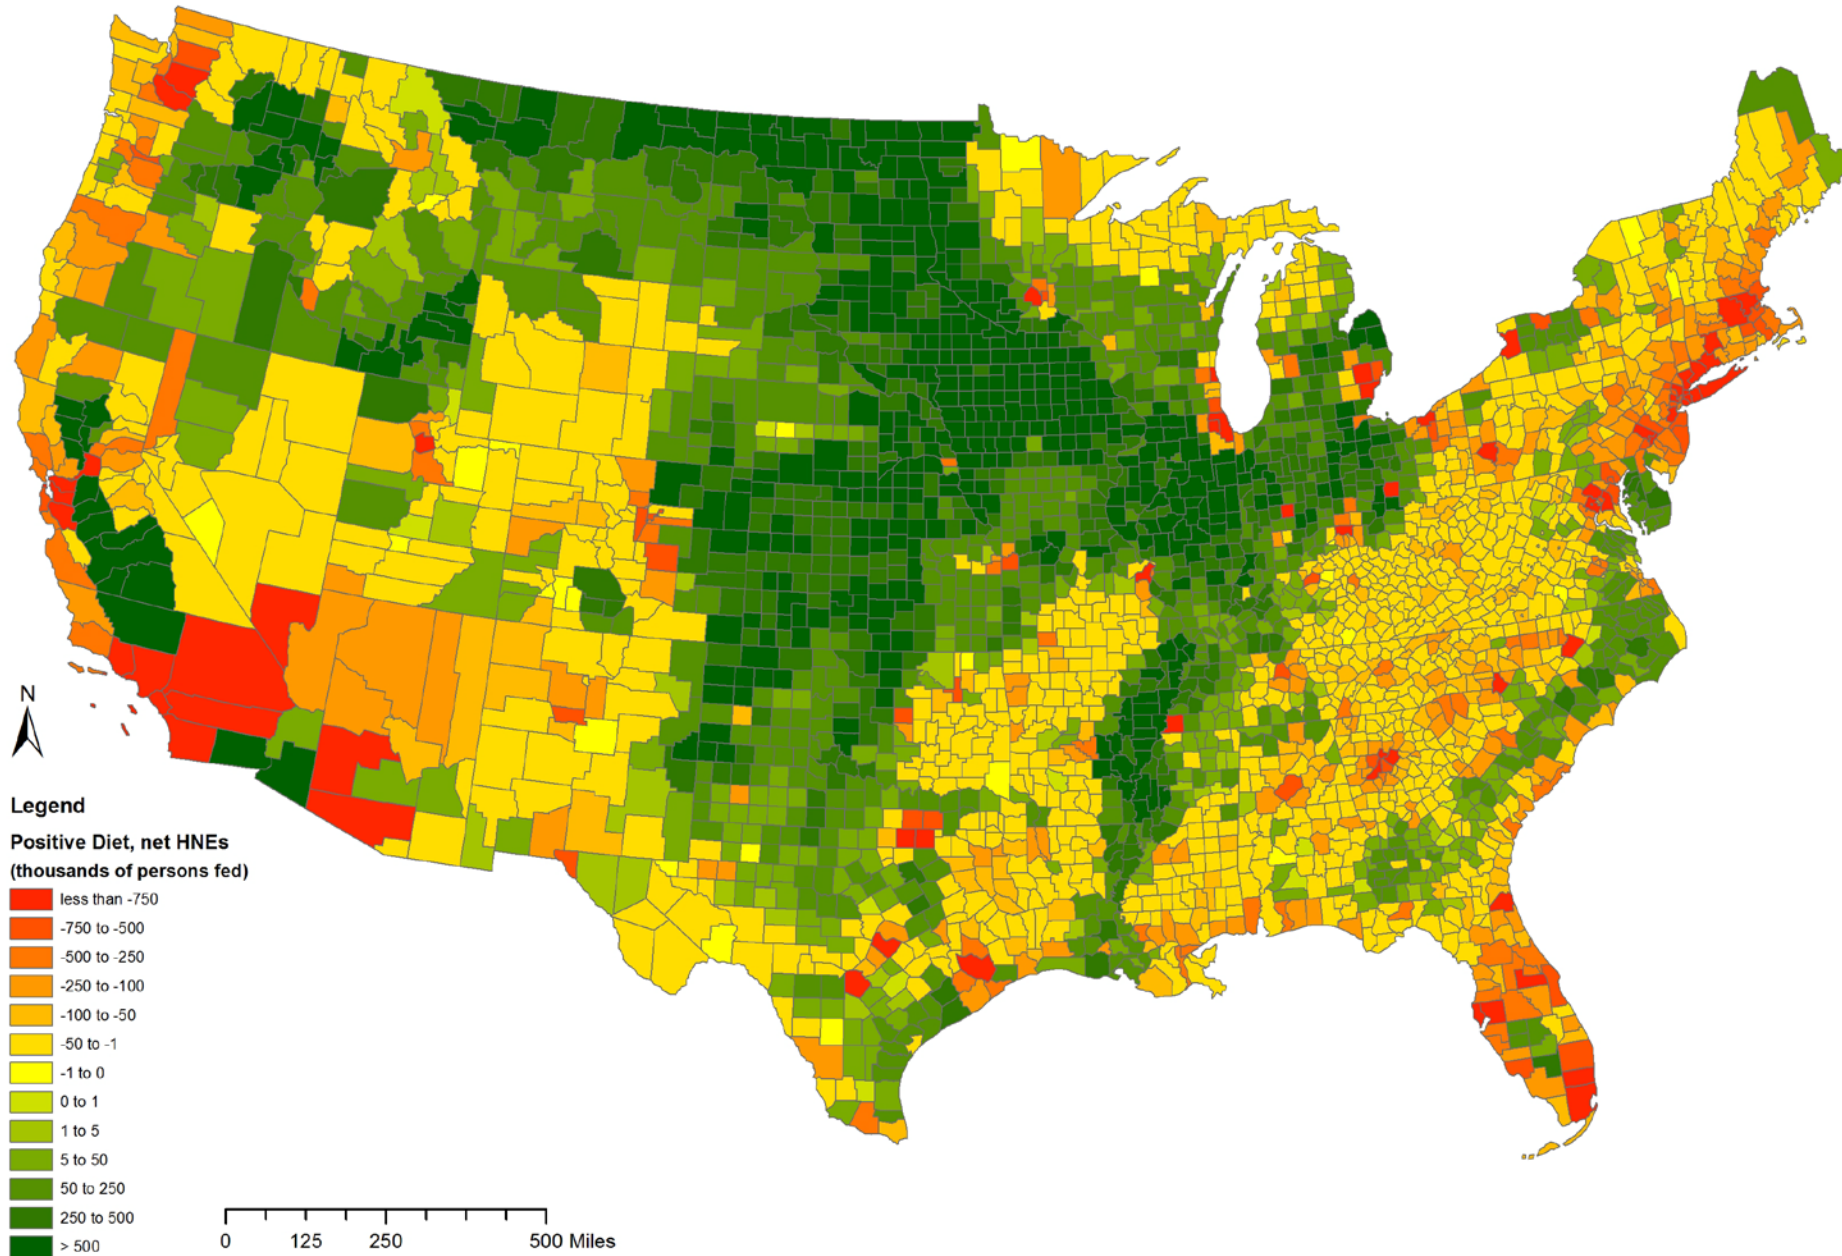 N
Legend
Positive Diet, net HNEs
(thousands of persons fed)
less than -750
-750 to -500
-500 to -250
-250 to -100
-100 to -50
-50 to -1
-1 to 0
0 to 1
1 to 5
5 to 50
50 to 250
250 to 500
> 500
0 125 250 500 Miles